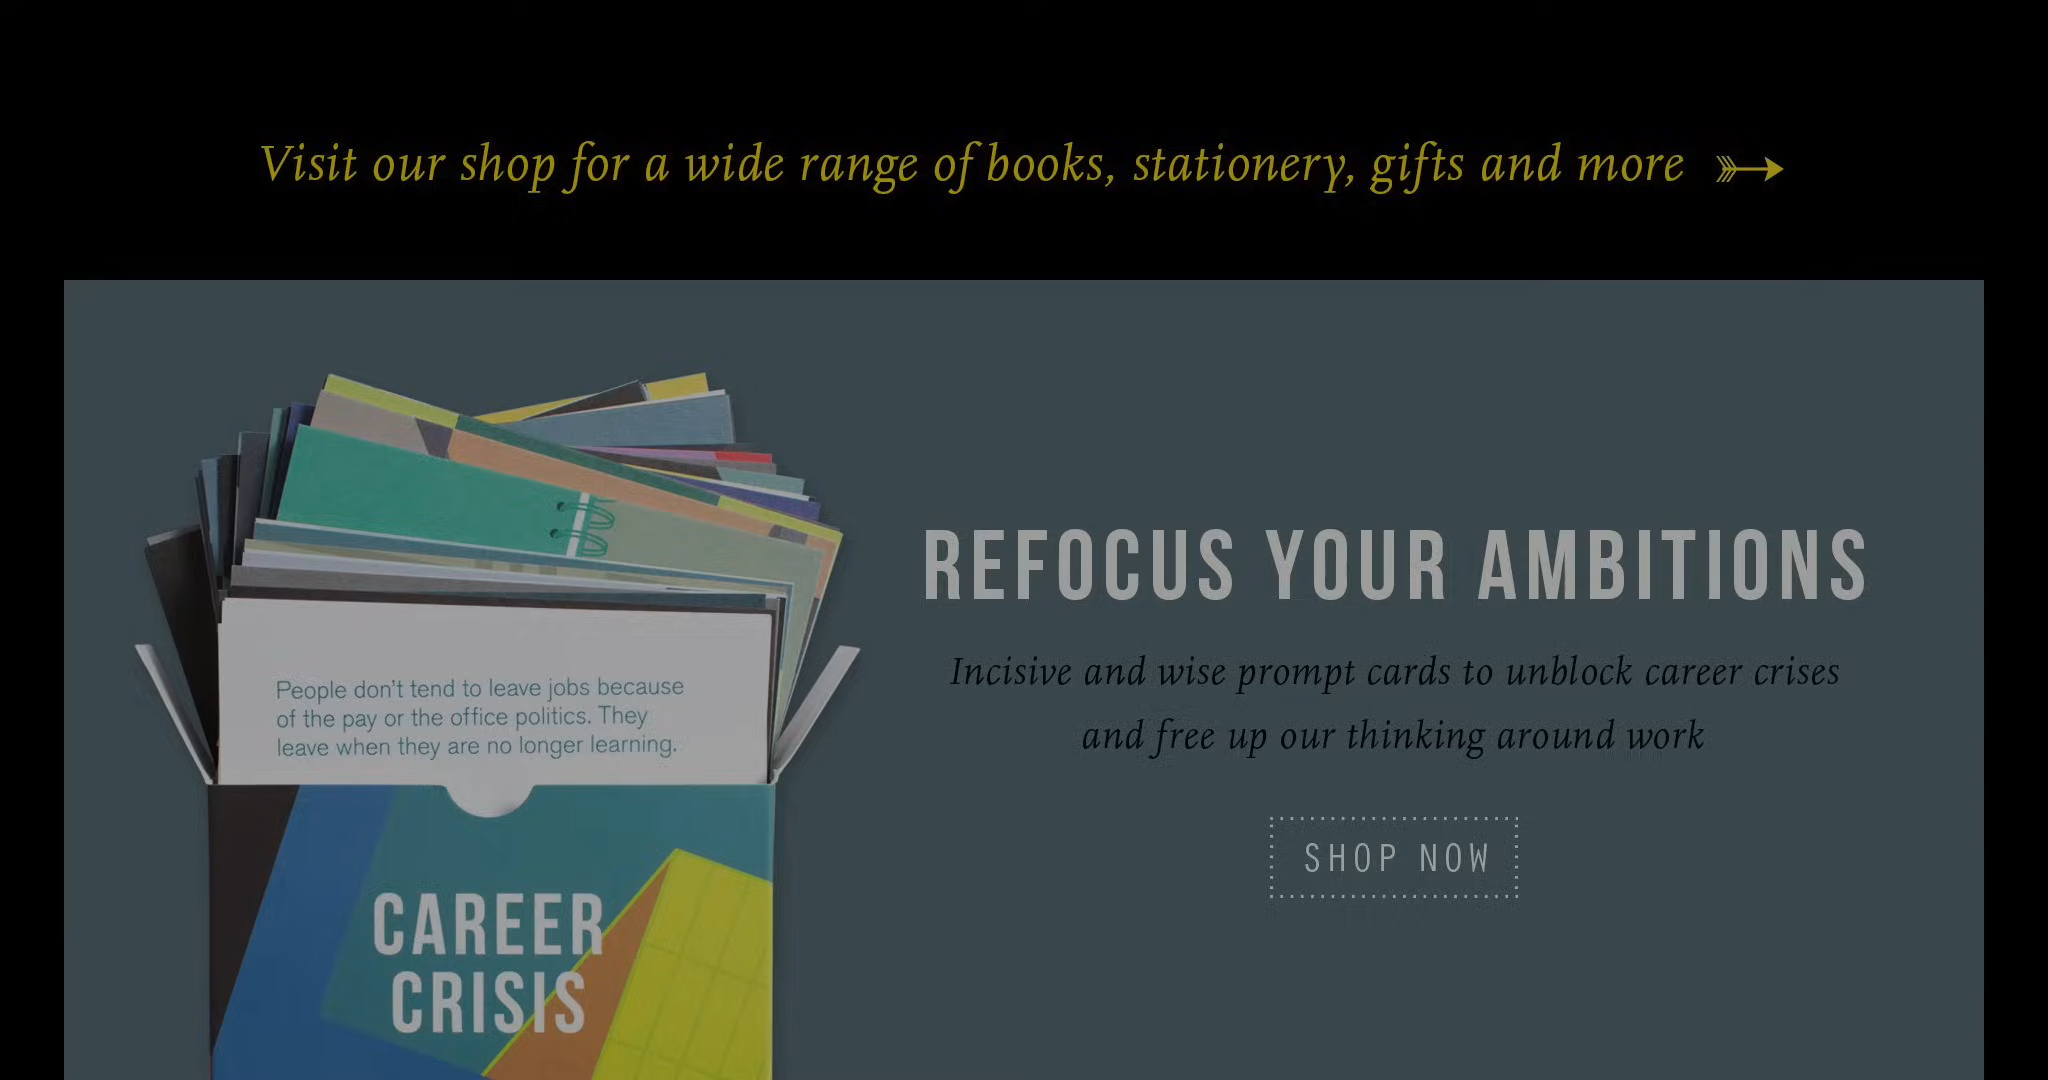 Visit our shop for a wide range of books, stationery, gifts and more
REFOCUS YOUR AMBITIONS
Incisive and wise prompt cards to unblock career crises
and free up our thinking around work
SHOP NOW
People don't tend to leave jobs because
of the pay or the office politics. They
leave when they are no longer learning.
CAREER
CRISIS